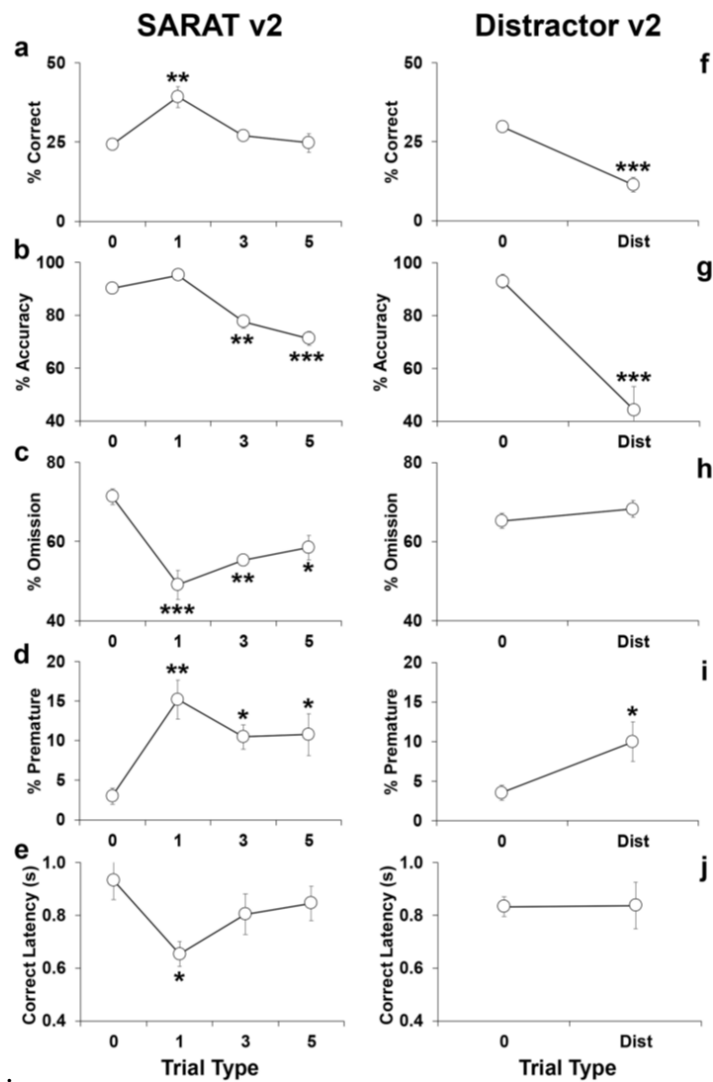 SARAT v2
Distractor v2
a
% Correct
50
25
0
**
0 1 3 5
f
% Correct
50
25
0
***
0 Dist
b
% Accuracy
100
80
60
40
**
***
0 1 3 5
g
% Accuracy
100
80
60
40
***
0 Dist
c
% Omission
80
60
40
***
**
*
0 1 3 5
h
% Omission
80
60
40
0 Dist
d
% Premature
20
15
10
5
0
**
*
*
0 1 3 5
i
% Premature
20
15
10
5
0
*
0 Dist
e
Correct Latency (s)
1.0
0.8
0.6
0.4
*
0 1 3 5
Trial Type
j
Correct Latency (s)
1.0
0.8
0.6
0.4
0 Dist
Trial Type
.